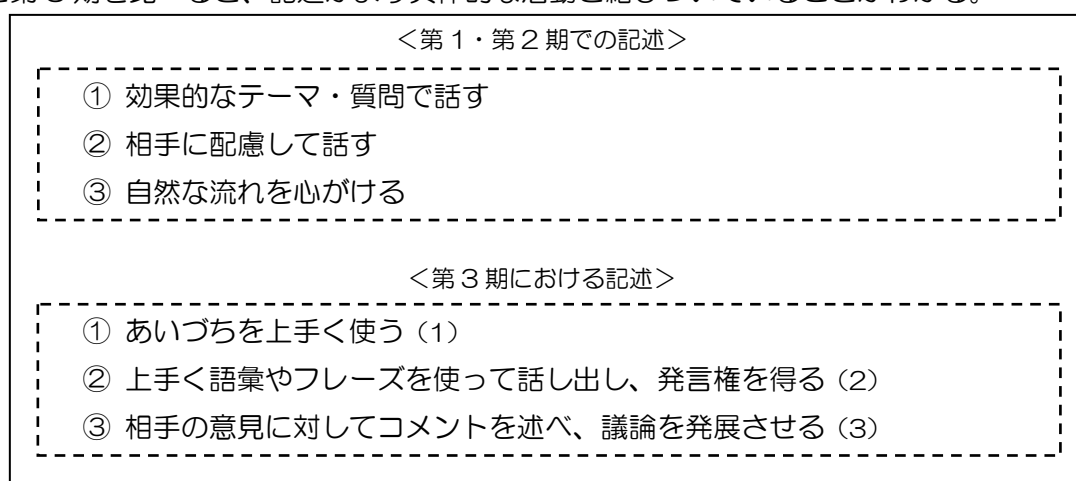 ＜第１・第２期での記述＞
① 効果的なテーマ・質問で話す
② 相手に配慮して話す
③ 自然な流れを心がける
＜第３期における記述＞
① あいづちを上手く使う（1）
② 上手く語彙やフレーズを使って話し出し、発言権を得る（2）
③ 相手の意見に対してコメントを述べ、議論を発展させる（3）